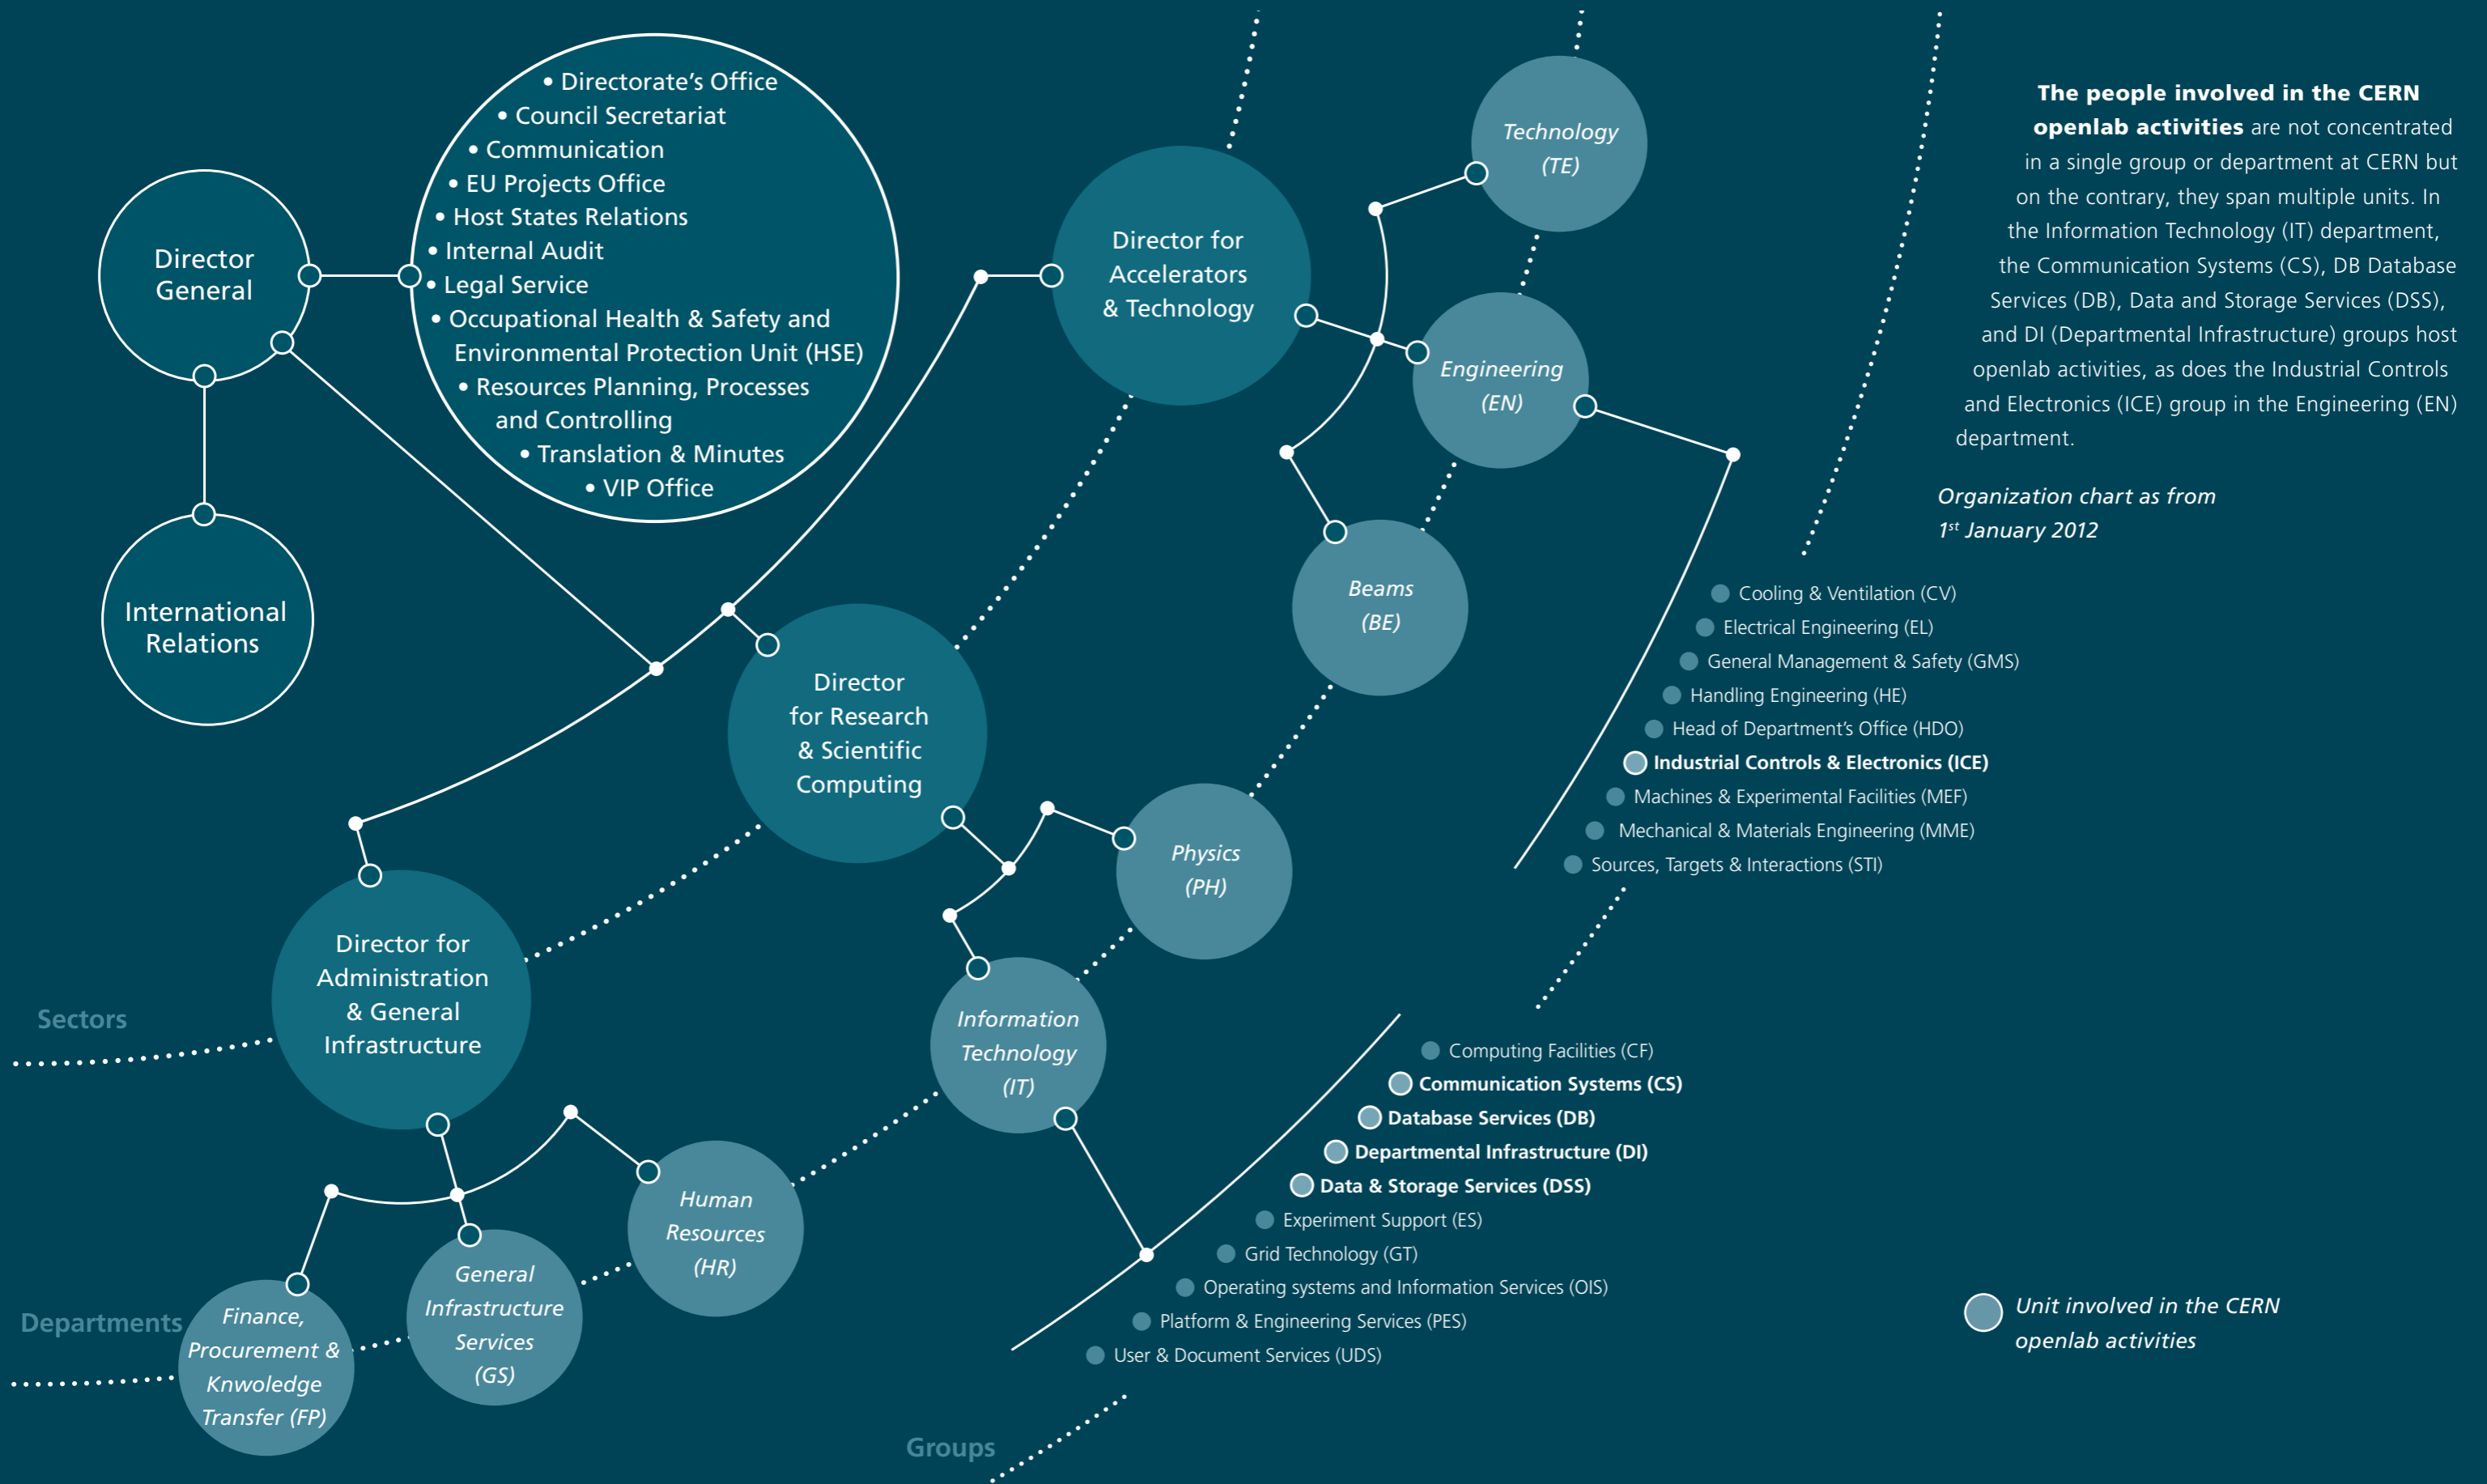 Director
General
• Directorate's Office
• Council Secretariat
• Communication
• EU Projects Office
• Host States Relations
• Internal Audit
• Legal Service
• Occupational Health & Safety and
Environmental Protection Unit (HSE)
• Resources Planning, Processes
and Controlling
• Translation & Minutes
• VIP Office
International
Relations
Director for
Accelerators
& Technology
Technology
(TE)
Engineering
(EN)
Beams
(BE)
The people involved in the CERN
openlab activities are not concentrated
in a single group or department at CERN but
on the contrary, they span multiple units. In
the Information Technology (IT) department,
the Communication Systems (CS), DB Database
Services (DB), Data and Storage Services (DSS),
and DI (Departmental Infrastructure) groups host
openlab activities, as does the Industrial Controls
and Electronics (ICE) group in the Engineering (EN)
department.
Organization chart as from
1st January 2012
Cooling & Ventilation (CV)
Electrical Engineering (EL)
General Management & Safety (GMS)
Handling Engineering (HE)
Head of Department's Office (HDO)
Industrial Controls & Electronics (ICE)
Machines & Experimental Facilities (MEF)
Mechanical & Materials Engineering (MME)
Sources, Targets & Interactions (STI)
Director
for Research
& Scientific
Computing
Physics
(PH)
Information
Technology
(IT)
Computing Facilities (CF)
Communication Systems (CS)
Database Services (DB)
Departmental Infrastructure (DI)
Data & Storage Services (DSS)
Experiment Support (ES)
Grid Technology (GT)
Operating systems and Information Services (OIS)
Platform & Engineering Services (PES)
User & Document Services (UDS)
Director for
Administration
& General
Infrastructure
Sectors
Human
Resources
(HR)
General
Infrastructure
Services
(GS)
Finance,
Procurement &
Knwoledge
Transfer (FP)
Departments
Groups
Unit involved in the CERN
openlab activities